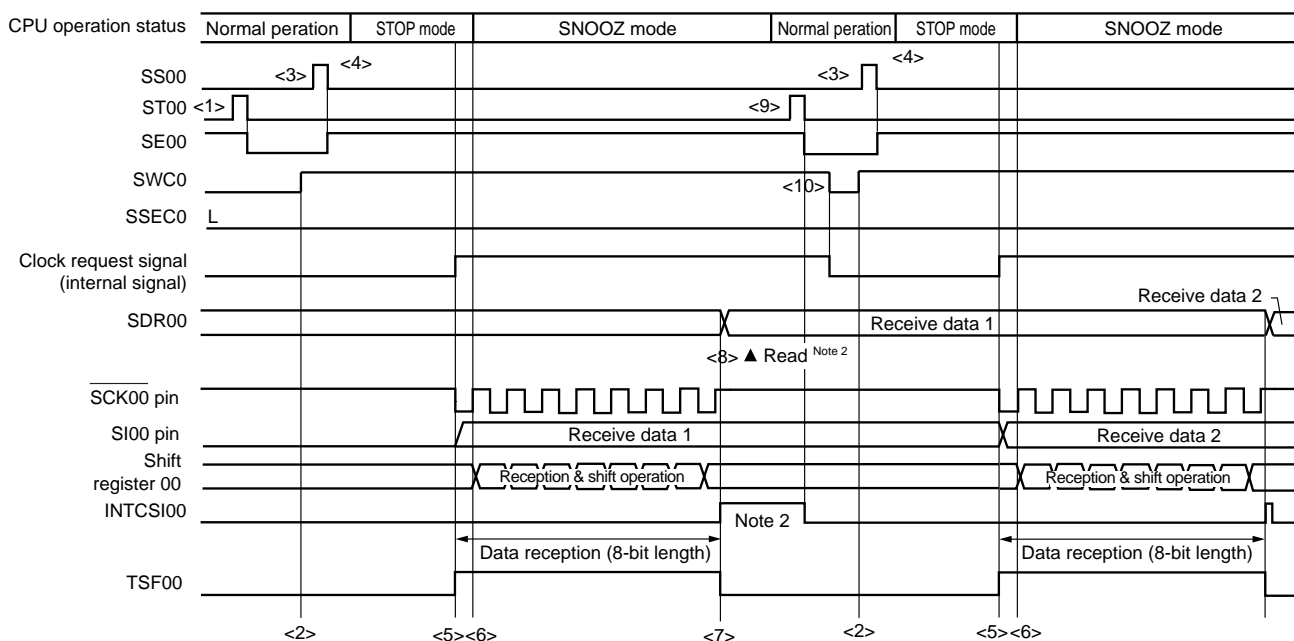 CPU operation status Normal peration STOP mode SNOOZ mode Normal peration STOP mode SNOOZ mode
<3> <4> <3> <4>
SS00
ST00 <1> <9>
SE00
SWC0 <10>
SSEC0 L
Clock request signal
(internal signal)
Receive data 2
SDR00 Receive data 1
<8> ▲ Read Note 2
SCK00 pin
SI00 pin Receive data 1 Receive data 2
Shift
register 00 Reception & shift operation Reception & shift operation
INTCSI00 Note 2
Data reception (8-bit length) Data reception (8-bit length)
TSF00
<2> <5><6> <7> <2> <5><6>